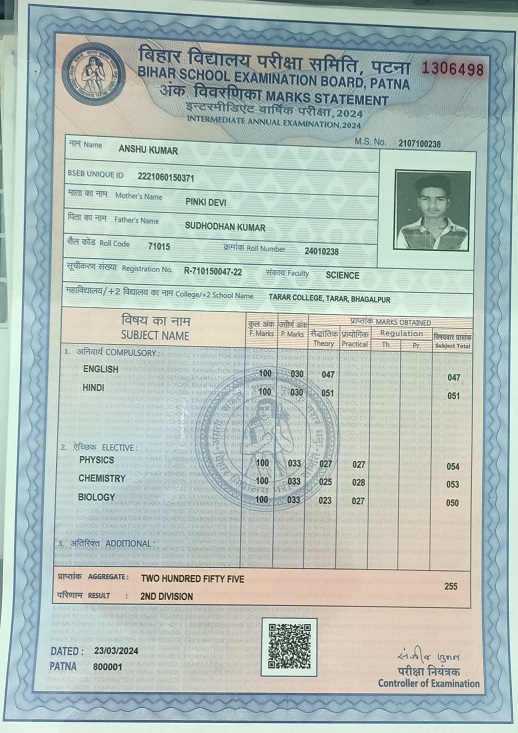 बिहार विद्यालय परीक्षा समिति, पटना 1306498
BIHAR SCHOOL EXAMINATION BOARD, PATNA
अंक विवरणिका MARKS STATEMENT
इन्टरमीडिएट वार्षिक परीक्षा, 2024
INTERMEDIATE ANNUAL EXAMINATION, 2024
M.S. No. 2107100238
नाम Name ANSHU KUMAR
BSEB UNIQUE ID 2221060150371
माता का नाम Mother's Name PINKI DEVI
पिता का नाम Father's Name SUDHODHAN KUMAR
रौल कोड Roll Code 71015 क्रमांक Roll Number 24010238
सूचीकरण संख्या Registration No. R-710150047-22 संकाय Faculty SCIENCE
महाविद्यालय/+2 विद्यालय का नाम College/+2 School Name TARAR COLLEGE, TARAR, BHAGALPUR
विषय का नाम कुल अंक उत्तीर्ण अंक प्राप्तांक MARKS OBTAINED
SUBJECT NAME F. Marks P. Marks सैद्धांतिक Theory प्रायोगिक Practical Regulation Th. Pr. विषयवार प्राप्तांक Subject Total
1. अनिवार्य COMPULSORY :
ENGLISH 100 030 047 047
HINDI 100 030 051 051
2. ऐच्छिक ELECTIVE :
PHYSICS 100 033 027 027 054
CHEMISTRY 100 033 025 028 053
BIOLOGY 100 033 023 027 050
3. अतिरिक्त ADDITIONAL :
प्राप्तांक AGGREGATE : TWO HUNDRED FIFTY FIVE 255
परिणाम RESULT : 2ND DIVISION
DATED : 23/03/2024
PATNA 800001
परीक्षा नियंत्रक
Controller of Examination